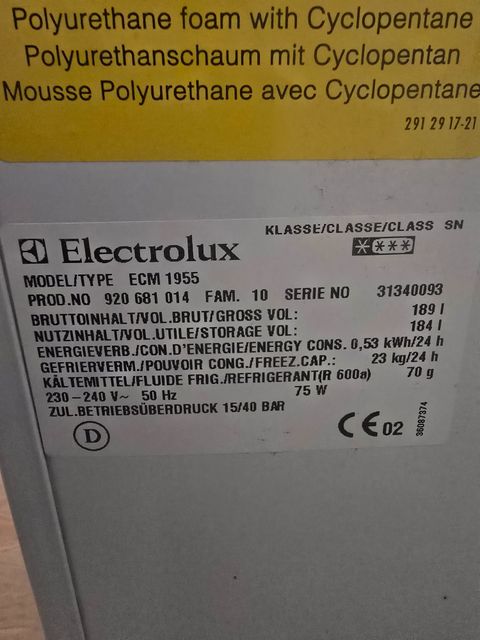 Polyurethane foam with Cyclopentane
Polyurethanschaum mit Cyclopentan
Mousse Polyurethane avec Cyclopentane
291 29 17-21
KLASSE/CLASSE/CLASS SN
Electrolux
MODEL/TYPE ECM 1955
PROD.NO 920 681 014 FAM. 10 SERIE NO 31340093
BRUTTOINHALT/VOL.BRUT/GROSS VOL: 189 l
NUTZINHALT/VOL.UTILE/STORAGE VOL: 184 l
ENERGIEVERB./CON.D'ENERGIE/ENERGY CONS. 0,53 kWh/24 h
GEFRIERVERM./POUVOIR CONG./FREEZ.CAP.: 23 kg/24 h
KÄLTEMITTEL/FLUIDE FRIG./REFRIGERANT(R 600a) 70 g
230-240 V~ 50 Hz 75 W
ZUL.BETRIEBSÜBERDRUCK 15/40 BAR
D
CE 02
36087374